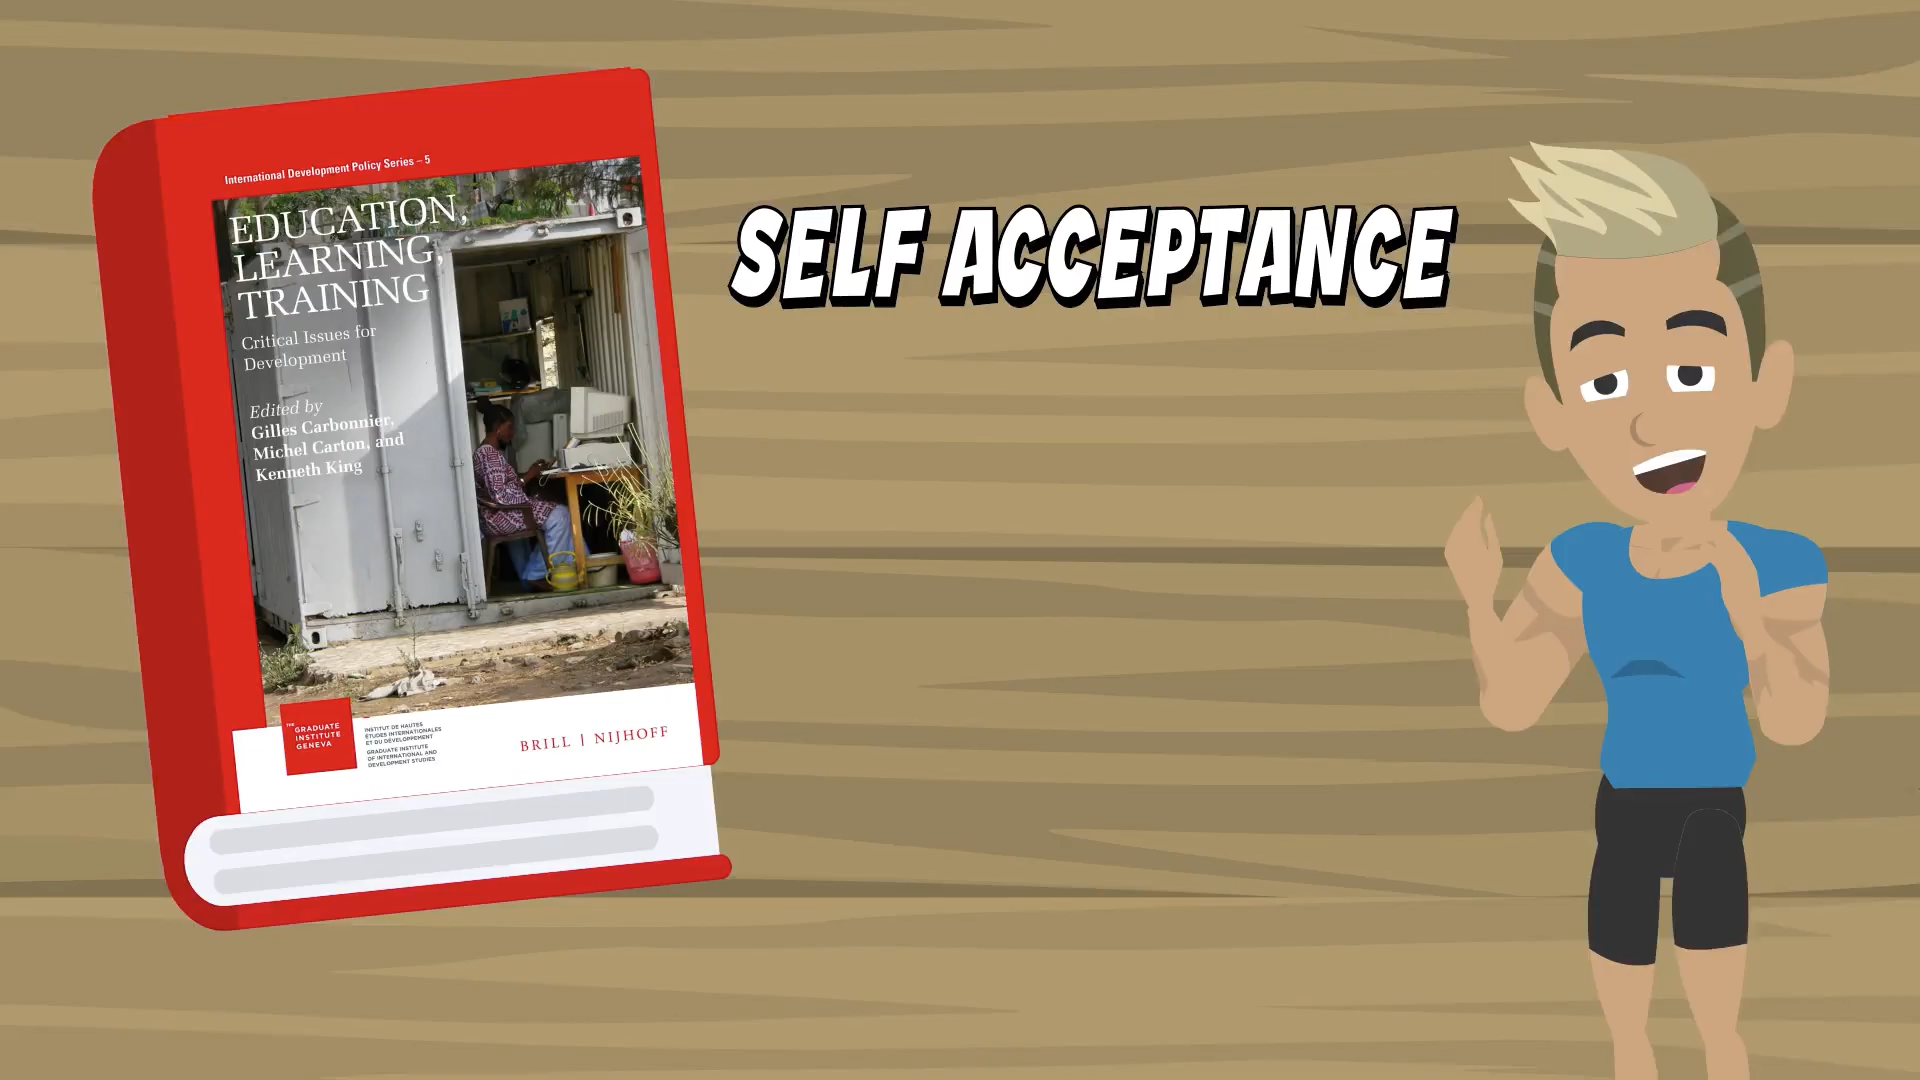 International Development Policy Series – 5
EDUCATION,
LEARNING,
TRAINING
Critical Issues for
Development
Edited by
Gilles Carbonnier,
Michel Carton, and
Kenneth King
THE GRADUATE
INSTITUTE
GENEVA
INSTITUT DE HAUTES
ÉTUDES INTERNATIONALES
ET DU DÉVELOPPEMENT
GRADUATE INSTITUTE
OF INTERNATIONAL AND
DEVELOPMENT STUDIES
BRILL | NIJHOFF
SELF ACCEPTANCE